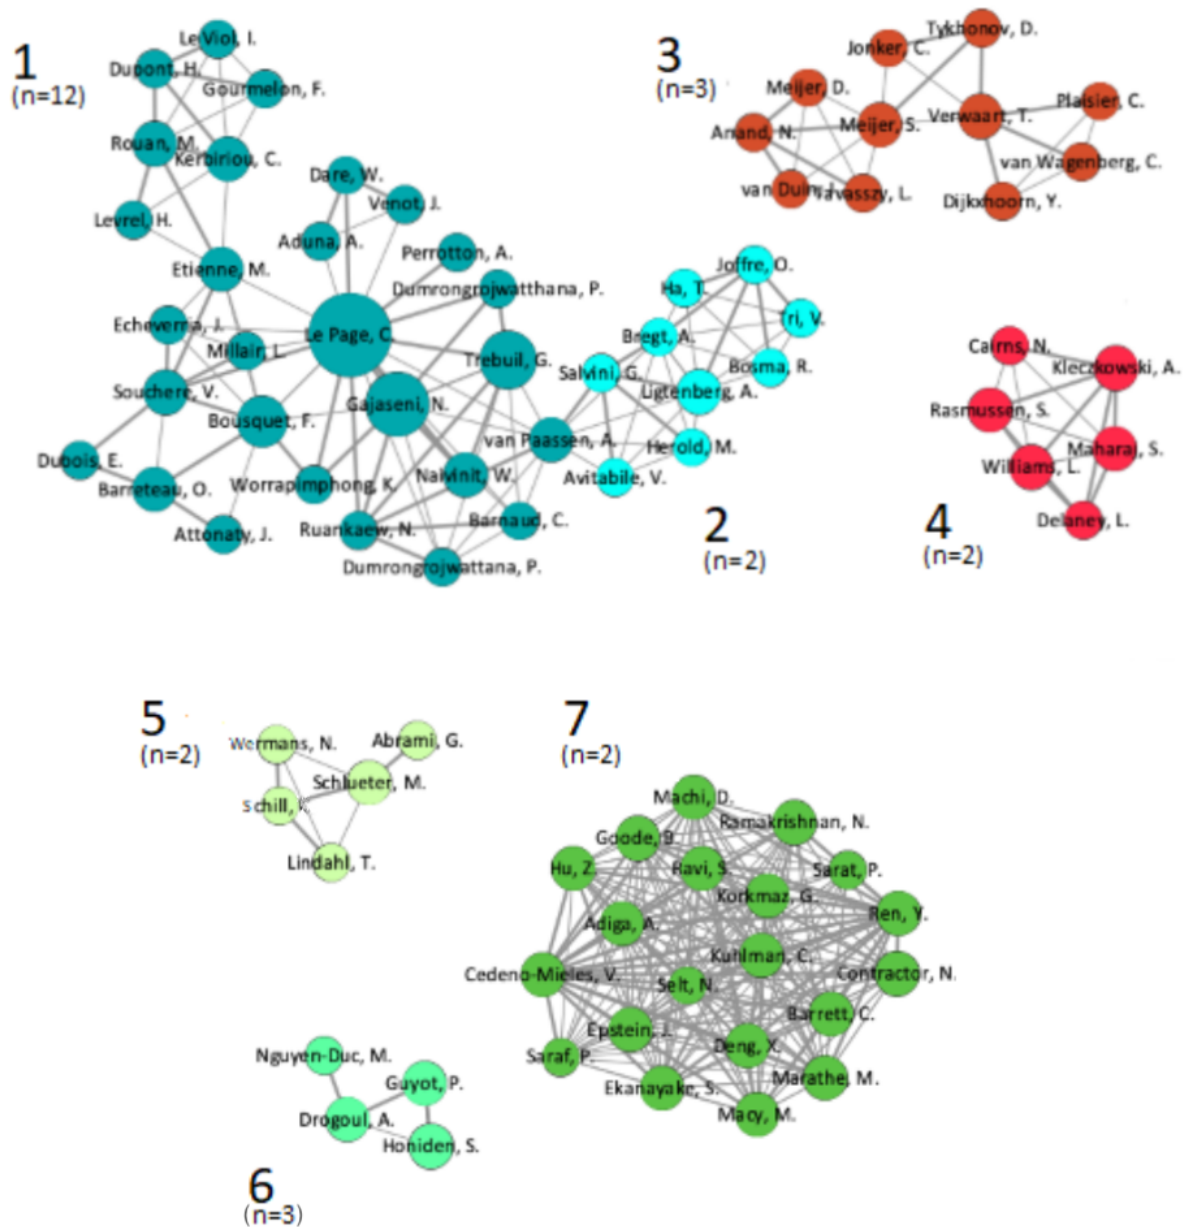 1
(n=12)
Le Viol, I.
Dupont, H.
Gourmelon, F.
Rouan, M.
Kerbiriou, C.
Levrel, H.
Etienne, M.
Dare, W.
Venot, J.
Aduna, A.
Perrotton, A.
Dumrongrojwatthana, P.
Echeverria, J.
Le Page, C.
Millair, L.
Trebuil, G.
Souchere, V.
Gajaseni, N.
Bousquet, F.
van Paassen, A.
Dubois, E.
Barreteau, O.
Worrapimphong, K.
Naivinit, W.
Attonaty, J.
Ruankaew, N.
Barnaud, C.
Dumrongrojwattana, P.
Joffre, O.
Ha, T.
Tri, V.
Bregt, A.
Salvini, G.
Bosma, R.
Ligtenberg, A.
Herold, M.
Avitabile, V.
2
(n=2)
3
(n=3)
Tykhonov, D.
Jonker, C.
Meijer, D.
Plaisier, C.
Anand, N.
Meijer, S.
Verwaart, T.
van Wagenberg, C.
van Duin, J.
Tavasszy, L.
Dijkxhoorn, Y.
Cairns, N.
Kleczkowski, A.
Rasmussen, S.
Maharaj, S.
Williams, L.
Delaney, L.
4
(n=2)
5
(n=2)
Wermans, N.
Abrami, G.
Schlueter, M.
Schill,
Lindahl, T.
7
(n=2)
Machi, D.
Ramakrishnan, N.
Goode, B.
Hu, Z.
Ravi, S.
Sarat, P.
Korkmaz, G.
Ren, Y.
Adiga, A.
Kuhlman, C.
Cedeno-Mieles, V.
Contractor, N.
Self, N.
Barrett, C.
Epstein, J.
Deng, X.
Saraf, P.
Marathe, M.
Ekanayake, S.
Macy, M.
Nguyen-Duc, M.
Guyot, P.
Drogoul, A.
Honiden, S.
6
(n=3)